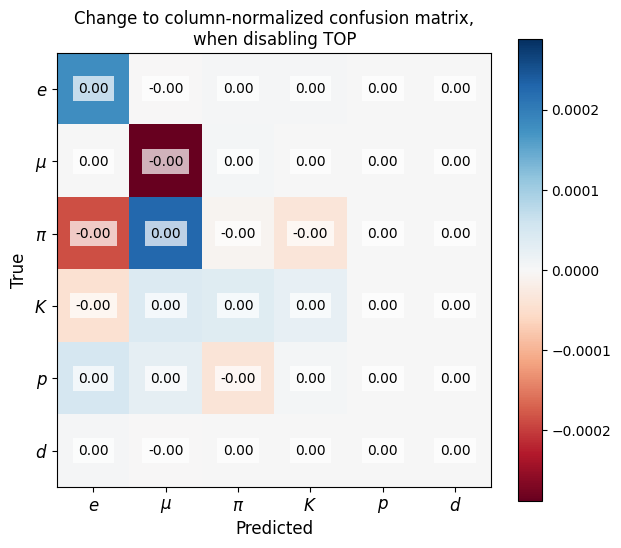 Change to column-normalized confusion matrix,
when disabling TOP
e 0.00 -0.00 0.00 0.00 0.00 0.00
μ 0.00 -0.00 0.00 0.00 0.00 0.00
π -0.00 0.00 -0.00 -0.00 0.00 0.00
K -0.00 0.00 0.00 0.00 0.00 0.00
p 0.00 0.00 -0.00 0.00 0.00 0.00
d 0.00 -0.00 0.00 0.00 0.00 0.00
e μ π K p d
Predicted
True
0.0002
0.0001
0.0000
−0.0001
−0.0002